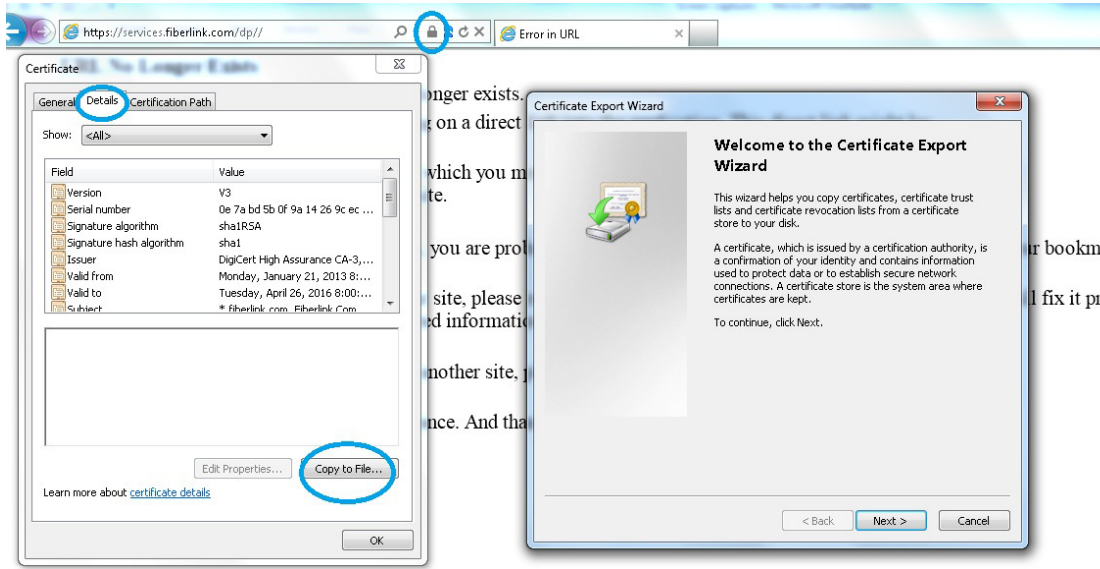 https://services.fiberlink.com/dp//
Error in URL
Certificate
URL No Longer Exists
General
Details
Certification Path
Show:
<All>
Field Value
Version V3
Serial number 0e 7a bd 5b 0f 9a 14 26 9c ec ...
Signature algorithm sha1RSA
Signature hash algorithm sha1
Issuer DigiCert High Assurance CA-3,...
Valid from Monday, January 21, 2013 8:...
Valid to Tuesday, April 26, 2016 8:00:...
Subject *.fiberlink.com, Fiberlink Com
Edit Properties...
Copy to File...
Learn more about certificate details
OK
onger exists.
g on a direct
which you m
te.
you are prob
ur bookm
site, please
l fix it pr
ed informatio
nother site, p
nce. And tha
Certificate Export Wizard
Welcome to the Certificate Export
Wizard
This wizard helps you copy certificates, certificate trust
lists and certificate revocation lists from a certificate
store to your disk.
A certificate, which is issued by a certification authority, is
a confirmation of your identity and contains information
used to protect data or to establish secure network
connections. A certificate store is the system area where
certificates are kept.
To continue, click Next.
< Back
Next >
Cancel